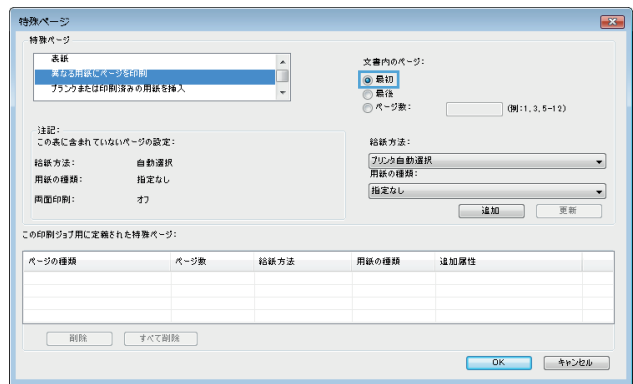 特殊ページ
特殊ページ
表紙
異なる用紙にページを印刷
ブランクまたは印刷済みの用紙を挿入
文書内のページ:
最初
最後
ページ数:
(例:1,3,5-12)
注記:
この表に含まれていないページの設定:
給紙方法: 自動選択
用紙の種類: 指定なし
両面印刷: オフ
給紙方法:
プリンタ自動選択
用紙の種類:
指定なし
追加 更新
この印刷ジョブ用に定義された特殊ページ:
ページの種類 ページ数 給紙方法 用紙の種類 追加属性
削除 すべて削除
OK キャンセル